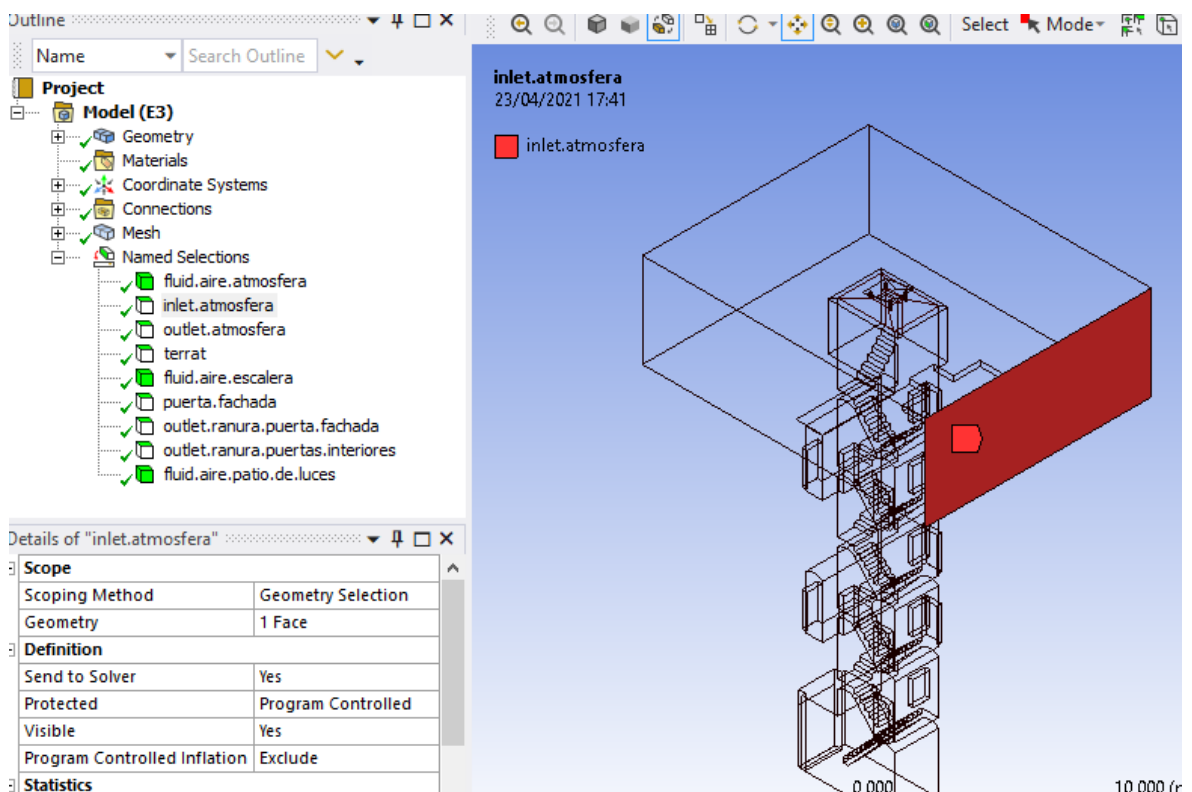 Outline
Name
Search Outline
Project
Model (E3)
Geometry
Materials
Coordinate Systems
Connections
Mesh
Named Selections
fluid.aire.atmosfera
inlet.atmosfera
outlet.atmosfera
terrat
fluid.aire.escalera
puerta.fachada
outlet.ranura.puerta.fachada
outlet.ranura.puertas.interiores
fluid.aire.patio.de.luces
Details of "inlet.atmosfera"
Scope
Scoping Method Geometry Selection
Geometry 1 Face
Definition
Send to Solver Yes
Protected Program Controlled
Visible Yes
Program Controlled Inflation Exclude
Statistics
Select Mode
inlet.atmosfera
23/04/2021 17:41
inlet.atmosfera
0.000 10.000 (